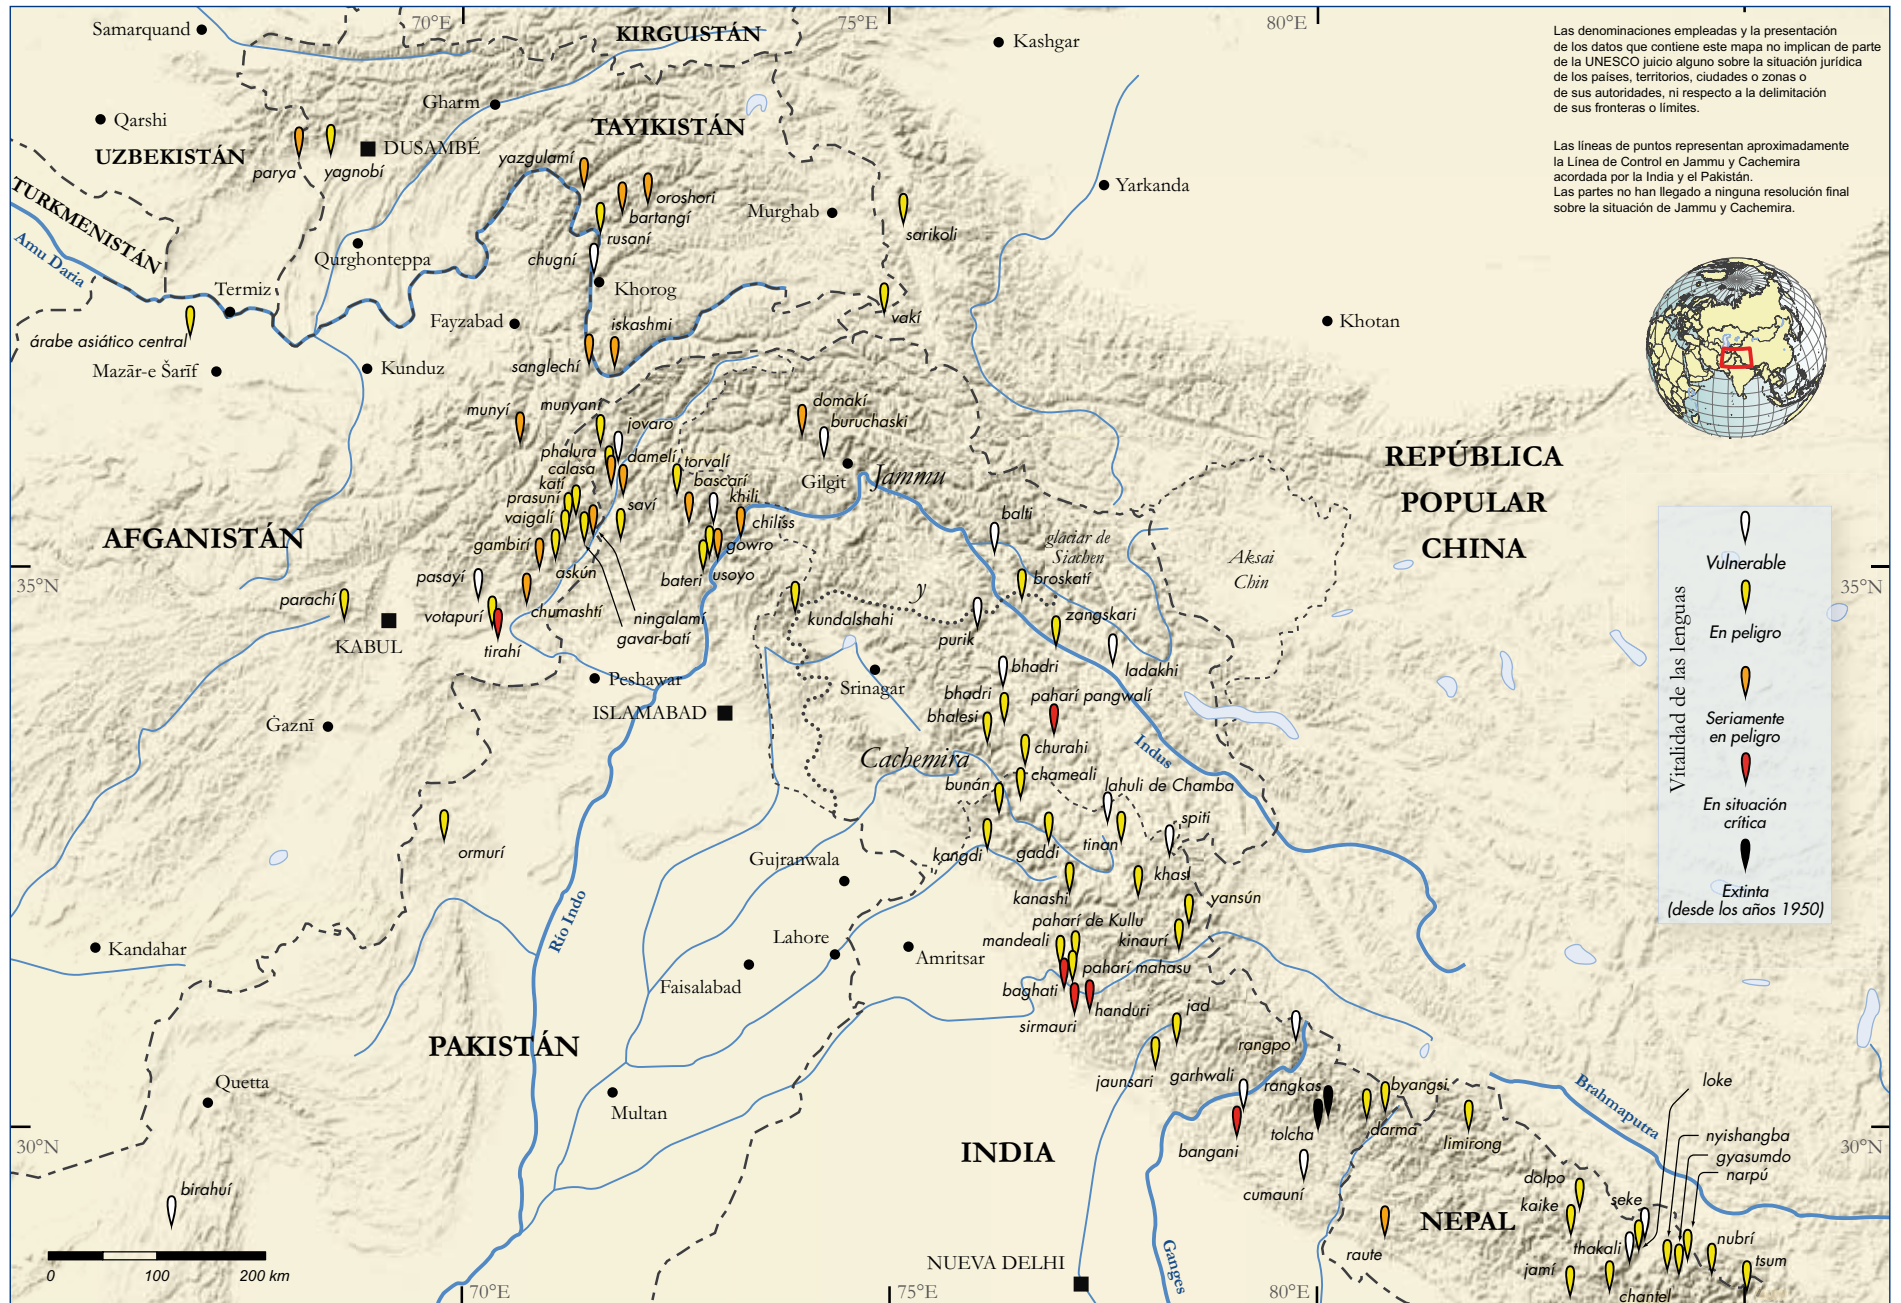 70°E
75°E
80°E
Samarquand
KIRGUISTÁN
Kashgar
Las denominaciones empleadas y la presentación
de los datos que contiene este mapa no implican de parte
de la UNESCO juicio alguno sobre la situación jurídica
de los países, territorios, ciudades o zonas o
de sus autoridades, ni respecto a la delimitación
de sus fronteras o límites.
Las líneas de puntos representan aproximadamente
la Línea de Control en Jammu y Cachemira
acordada por la India y el Pakistán.
Las partes no han llegado a ninguna resolución final
sobre la situación de Jammu y Cachemira.
Gharm
Qarshi
TAYIKISTÁN
UZBEKISTÁN
DUSAMBÉ
parya
yagnobí
yazgulamí
oroshori
bartangí
rusaní
Yarkanda
Murghab
sarikoli
TURKMENISTÁN
Amu Daria
Qurghonteppa
chugní
Khorog
Termiz
vakí
Fayzabad
iskashmi
Khotan
árabe asiático central
sanglechí
Mazār-e Šarīf
Kunduz
munyí
munyaní
jovaro
domakí
buruchaski
phalura
calasa
damelí
torvalí
katí
bascarí
Gilgit
Jammu
prasuni
khili
vaigalí
saví
chiliss
gambirí
gowro
askún
bateri
usoyo
AFGANISTÁN
REPÚBLICA
POPULAR
CHINA
balti
glaciar de
Siachen
Aksai
Chin
Vitalidad de las lenguas
Vulnerable
En peligro
Seriamente
en peligro
En situación
crítica
Extinta
(desde los años 1950)
35°N
35°N
pasayí
broskatí
parachí
votapurí
chumashtí
ningalamí
gavar-batí
tirahí
kundalshahi
y
purik
zangskari
ladakhi
KABUL
Peshawar
Srinagar
bhadri
ISLAMABAD
bhadri
paharí pangwalí
bhalesi
Ġaznī
churahi
Indus
Cachemira
chameali
bunán
lahuli de Chamba
spiti
ormurí
kangdi
gaddi
tinan
Gujranwala
khasi
kanashi
yansún
Río Indo
paharí de Kullu
kinaurí
mandeali
Kandahar
Lahore
Amritsar
paharí mahasu
Faisalabad
baghati
handuri
sirmauri
jad
rangpo
PAKISTÁN
jaunsari
garhwali
rangkas
byangsi
loke
Brahmaputra
Quetta
Multan
tolcha
darma
limirong
30°N
30°N
nyishangba
gyasumdo
narpú
bangani
INDIA
cumauní
birahuí
dolpo
kaike
seke
NEPAL
raute
thakali
nubrí
jamí
tsum
chantel
NUEVA DELHI
Ganges
0
100
200 km
70°E
75°E
80°E